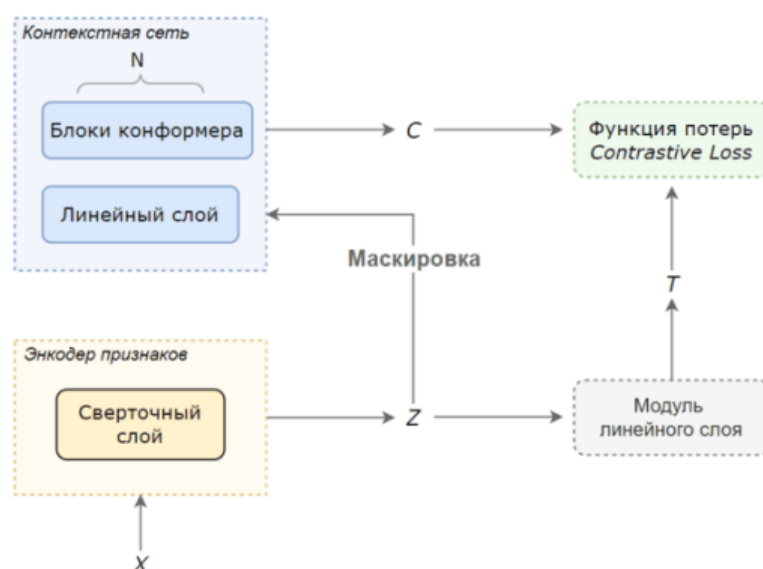 Контекстная сеть
N
Блоки конформера
C
Функция потерь
Contrastive Loss
Линейный слой
Маскировка
T
Энкодер признаков
Сверточный
слой
Z
Модуль
линейного слоя
X